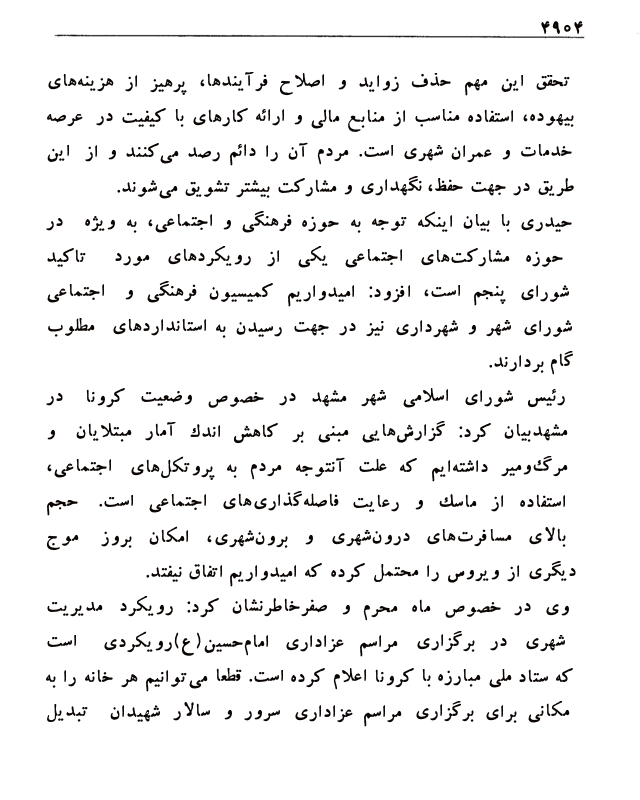 ۴۹۰۴
تحقق این مهم حذف زواید و اصلاح فرآیندها، پرهیز از هزینه‌های
بیهوده، استفاده مناسب از منابع مالی و ارائه کارهای با کیفیت در عرصه
خدمات و عمران شهری است. مردم آن را دائم رصد می‌کنند و از این
طریق در جهت حفظ، نگهداری و مشارکت بیشتر تشویق می‌شوند.
حیدری با بیان اینکه توجه به حوزه فرهنگی و اجتماعی، به ویژه در
حوزه مشارکت‌های اجتماعی یکی از رویکردهای مورد تاکید
شورای پنجم است، افزود: امیدواریم کمیسیون فرهنگی و اجتماعی
شورای شهر و شهرداری نیز در جهت رسیدن به استانداردهای مطلوب
گام بردارند.
رئیس شورای اسلامی شهر مشهد در خصوص وضعیت کرونا در
مشهدبیان کرد: گزارش‌هایی مبنی بر کاهش اندك آمار مبتلایان و
مرگ‌ومیر داشته‌ایم که علت آنتوجه مردم به پروتکل‌های اجتماعی،
استفاده از ماسك و رعایت فاصله‌گذاری‌های اجتماعی است. حجم
بالای مسافرت‌های درون‌شهری و برون‌شهری، امکان بروز موج
دیگری از ویروس را محتمل کرده که امیدواریم اتفاق نیفتد.
وی در خصوص ماه محرم و صفرخاطرنشان کرد: رویکرد مدیریت
شهری در برگزاری مراسم عزاداری امام‌حسین(ع)رویکردی است
که ستاد ملی مبارزه با کرونا اعلام کرده است. قطعا می‌توانیم هر خانه را به
مکانی برای برگزاری مراسم عزاداری سرور و سالار شهیدان تبدیل